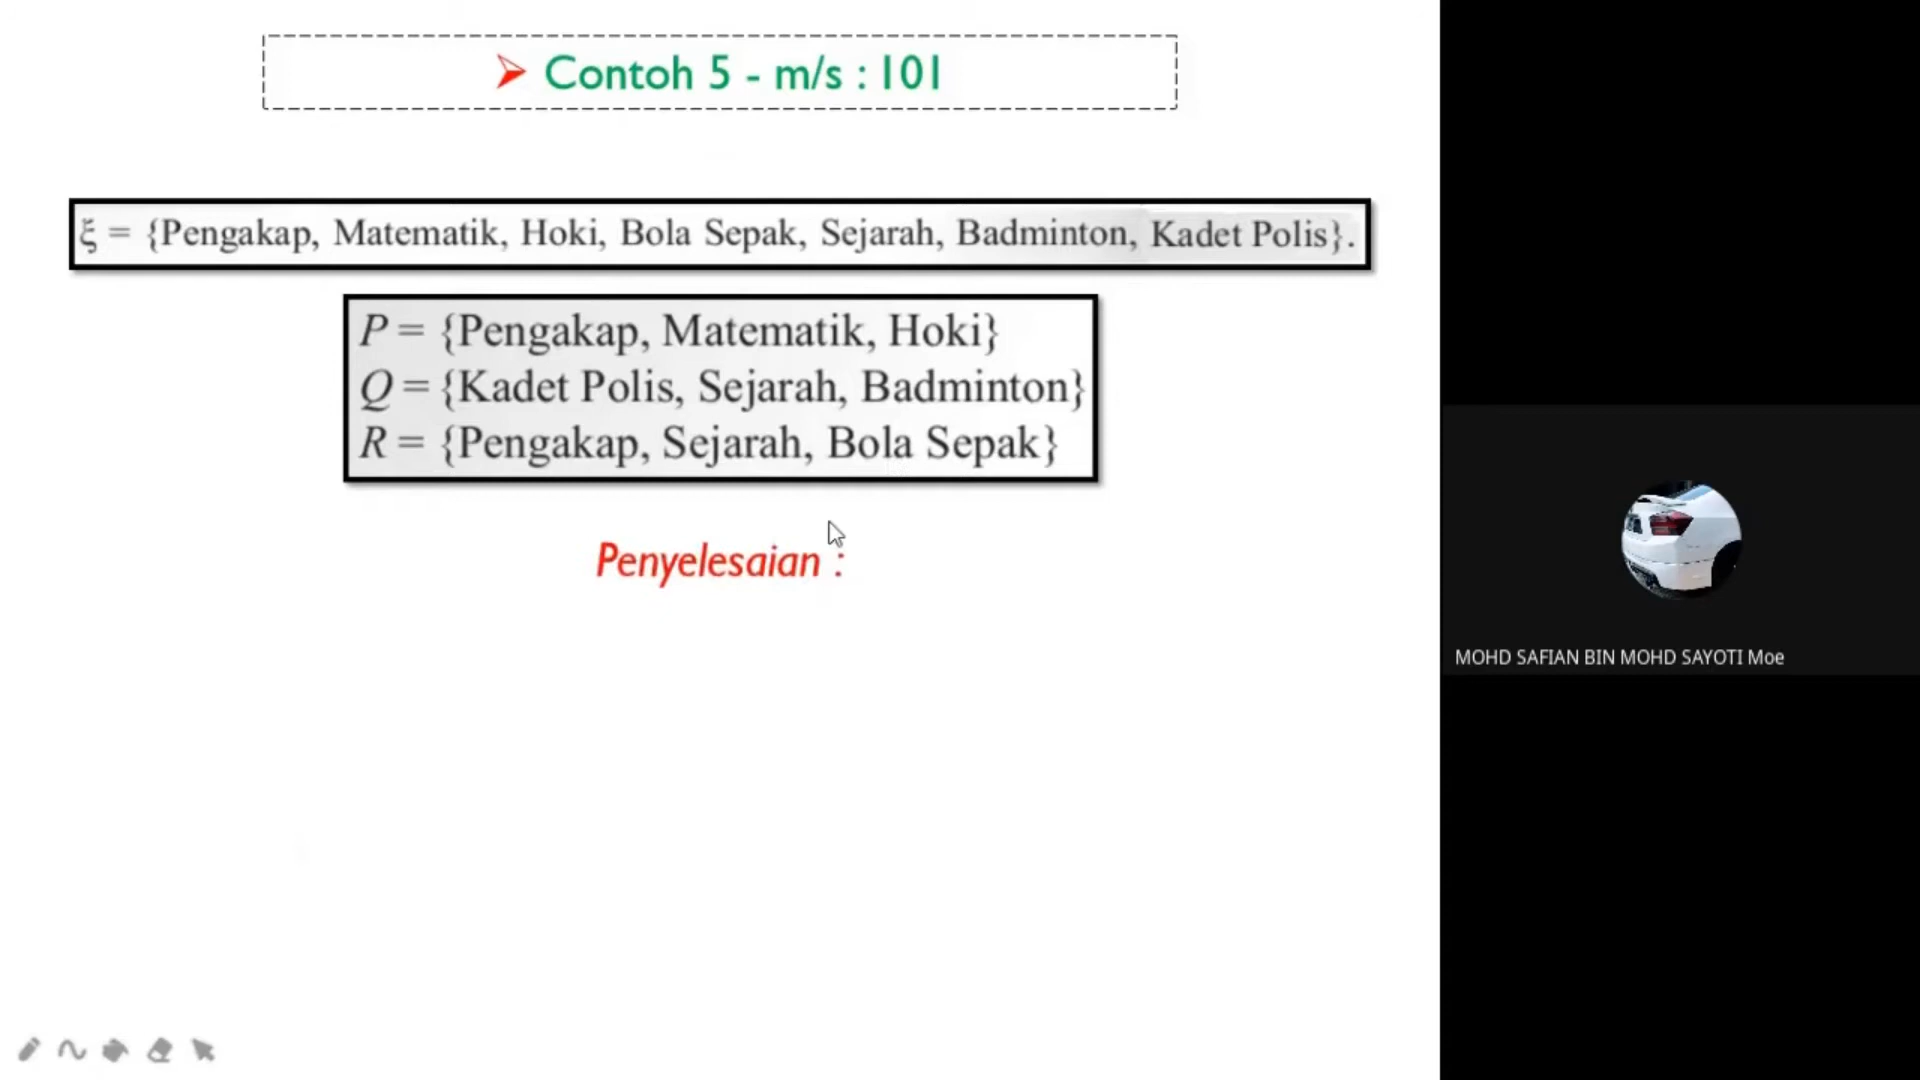 Contoh 5 - m/s : 101
ξ = {Pengakap, Matematik, Hoki, Bola Sepak, Sejarah, Badminton, Kadet Polis}.
P = {Pengakap, Matematik, Hoki}
Q = {Kadet Polis, Sejarah, Badminton}
R = {Pengakap, Sejarah, Bola Sepak}
Penyelesaian :
MOHD SAFIAN BIN MOHD SAYOTI Moe